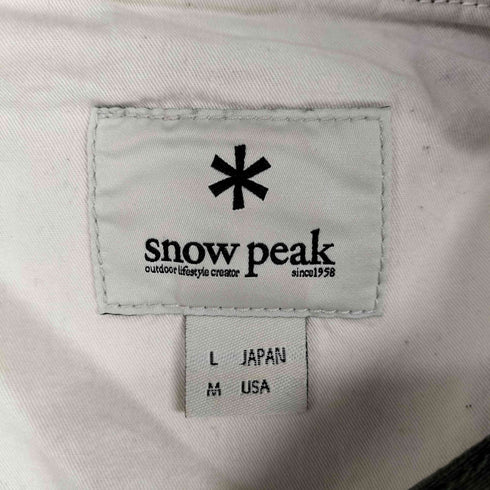 snow peak
outdoor lifestyle creator since1958
L JAPAN
M USA